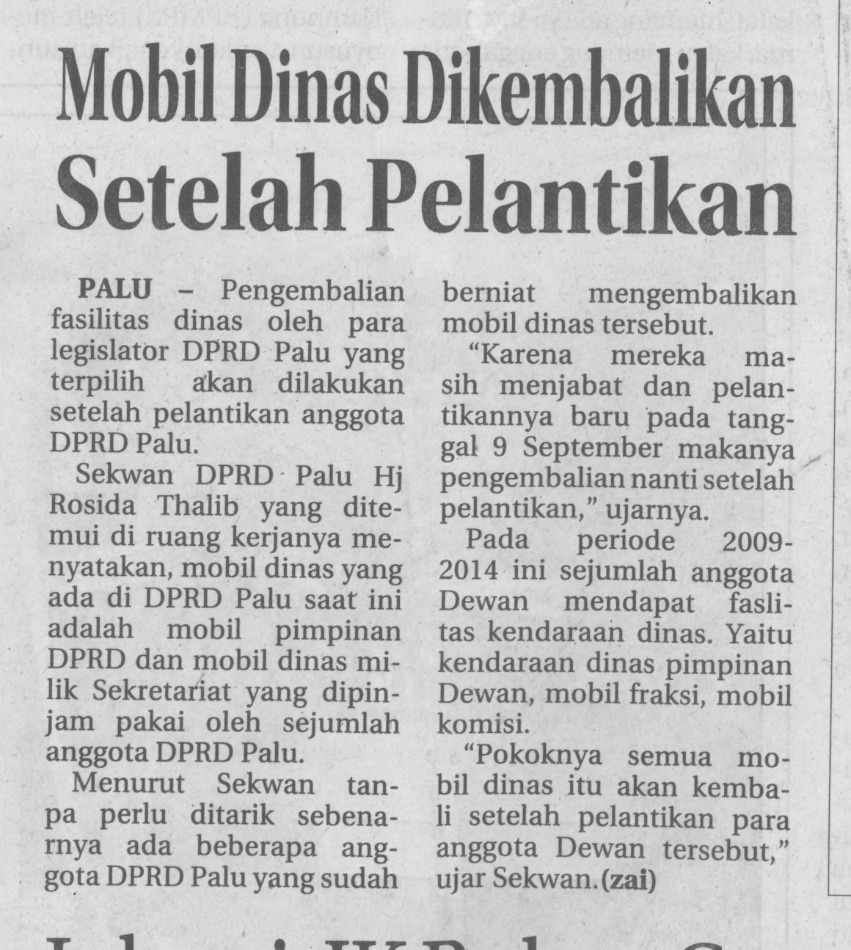 Mobil Dinas Dikembalikan
Setelah Pelantikan
PALU – Pengembalian
fasilitas dinas oleh para
legislator DPRD Palu yang
terpilih akan dilakukan
setelah pelantikan anggota
DPRD Palu.
Sekwan DPRD Palu Hj
Rosida Thalib yang dite-
mui di ruang kerjanya me-
nyatakan, mobil dinas yang
ada di DPRD Palu saat ini
adalah mobil pimpinan
DPRD dan mobil dinas mi-
lik Sekretariat yang dipin-
jam pakai oleh sejumlah
anggota DPRD Palu.
Menurut Sekwan tan-
pa perlu ditarik sebena-
rnya ada beberapa ang-
gota DPRD Palu yang sudah
berniat mengembalikan
mobil dinas tersebut.
“Karena mereka ma-
sih menjabat dan pelan-
tikannya baru pada tang-
gal 9 September makanya
pengembalian nanti setelah
pelantikan,” ujarnya.
Pada periode 2009-
2014 ini sejumlah anggota
Dewan mendapat fasli-
tas kendaraan dinas. Yaitu
kendaraan dinas pimpinan
Dewan, mobil fraksi, mobil
komisi.
“Pokoknya semua mo-
bil dinas itu akan kemba-
li setelah pelantikan para
anggota Dewan tersebut,”
ujar Sekwan.(zai)